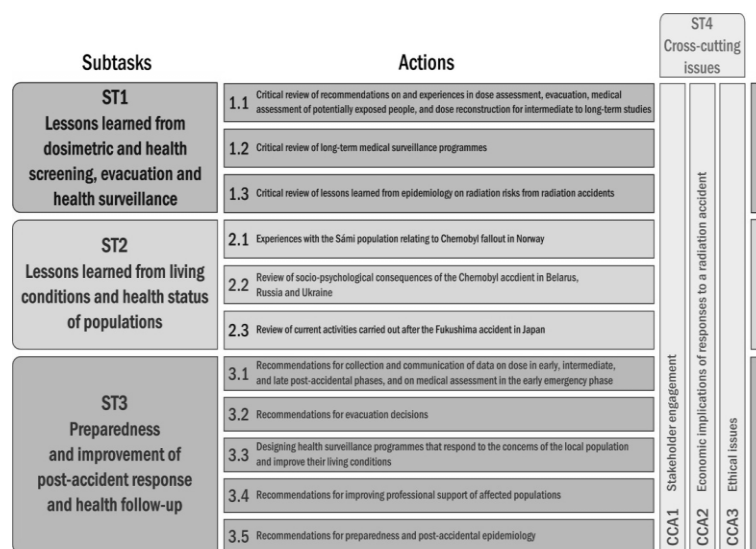 Subtasks
Actions
ST4
Cross-cutting
issues
ST1
Lessons learned from
dosimetric and health
screening, evacuation and
health surveillance
1.1 Critical review of recommendations on and experiences in dose assessment, evacuation, medical
assessment of potentially exposed people, and dose reconstruction for intermediate to long-term studies
1.2 Critical review of long-term medical surveillance programmes
1.3 Critical review of lessons learned from epidemiology on radiation risks from radiation accidents
ST2
Lessons learned from living
conditions and health status
of populations
2.1 Experiences with the Sámi population relating to Chernobyl fallout in Norway
2.2 Review of socio-psychological consequences of the Chernobyl accdient in Belarus,
Russia and Ukraine
2.3 Review of current activities carried out after the Fukushima accident in Japan
ST3
Preparedness
and improvement of
post-accident response
and health follow-up
3.1 Recommendations for collection and communication of data on dose in early, intermediate,
and late post-accidental phases, and on medical assessment in the early emergency phase
3.2 Recommendations for evacuation decisions
3.3 Designing health surveillance programmes that respond to the concerns of the local population
and improve their living conditions
3.4 Recommendations for improving professional support of affected populations
3.5 Recommendations for preparedness and post-accidental epidemiology
CCA1 Stakeholder engagement
CCA2 Economic implications of responses to a radiation accident
CCA3 Ethical issues